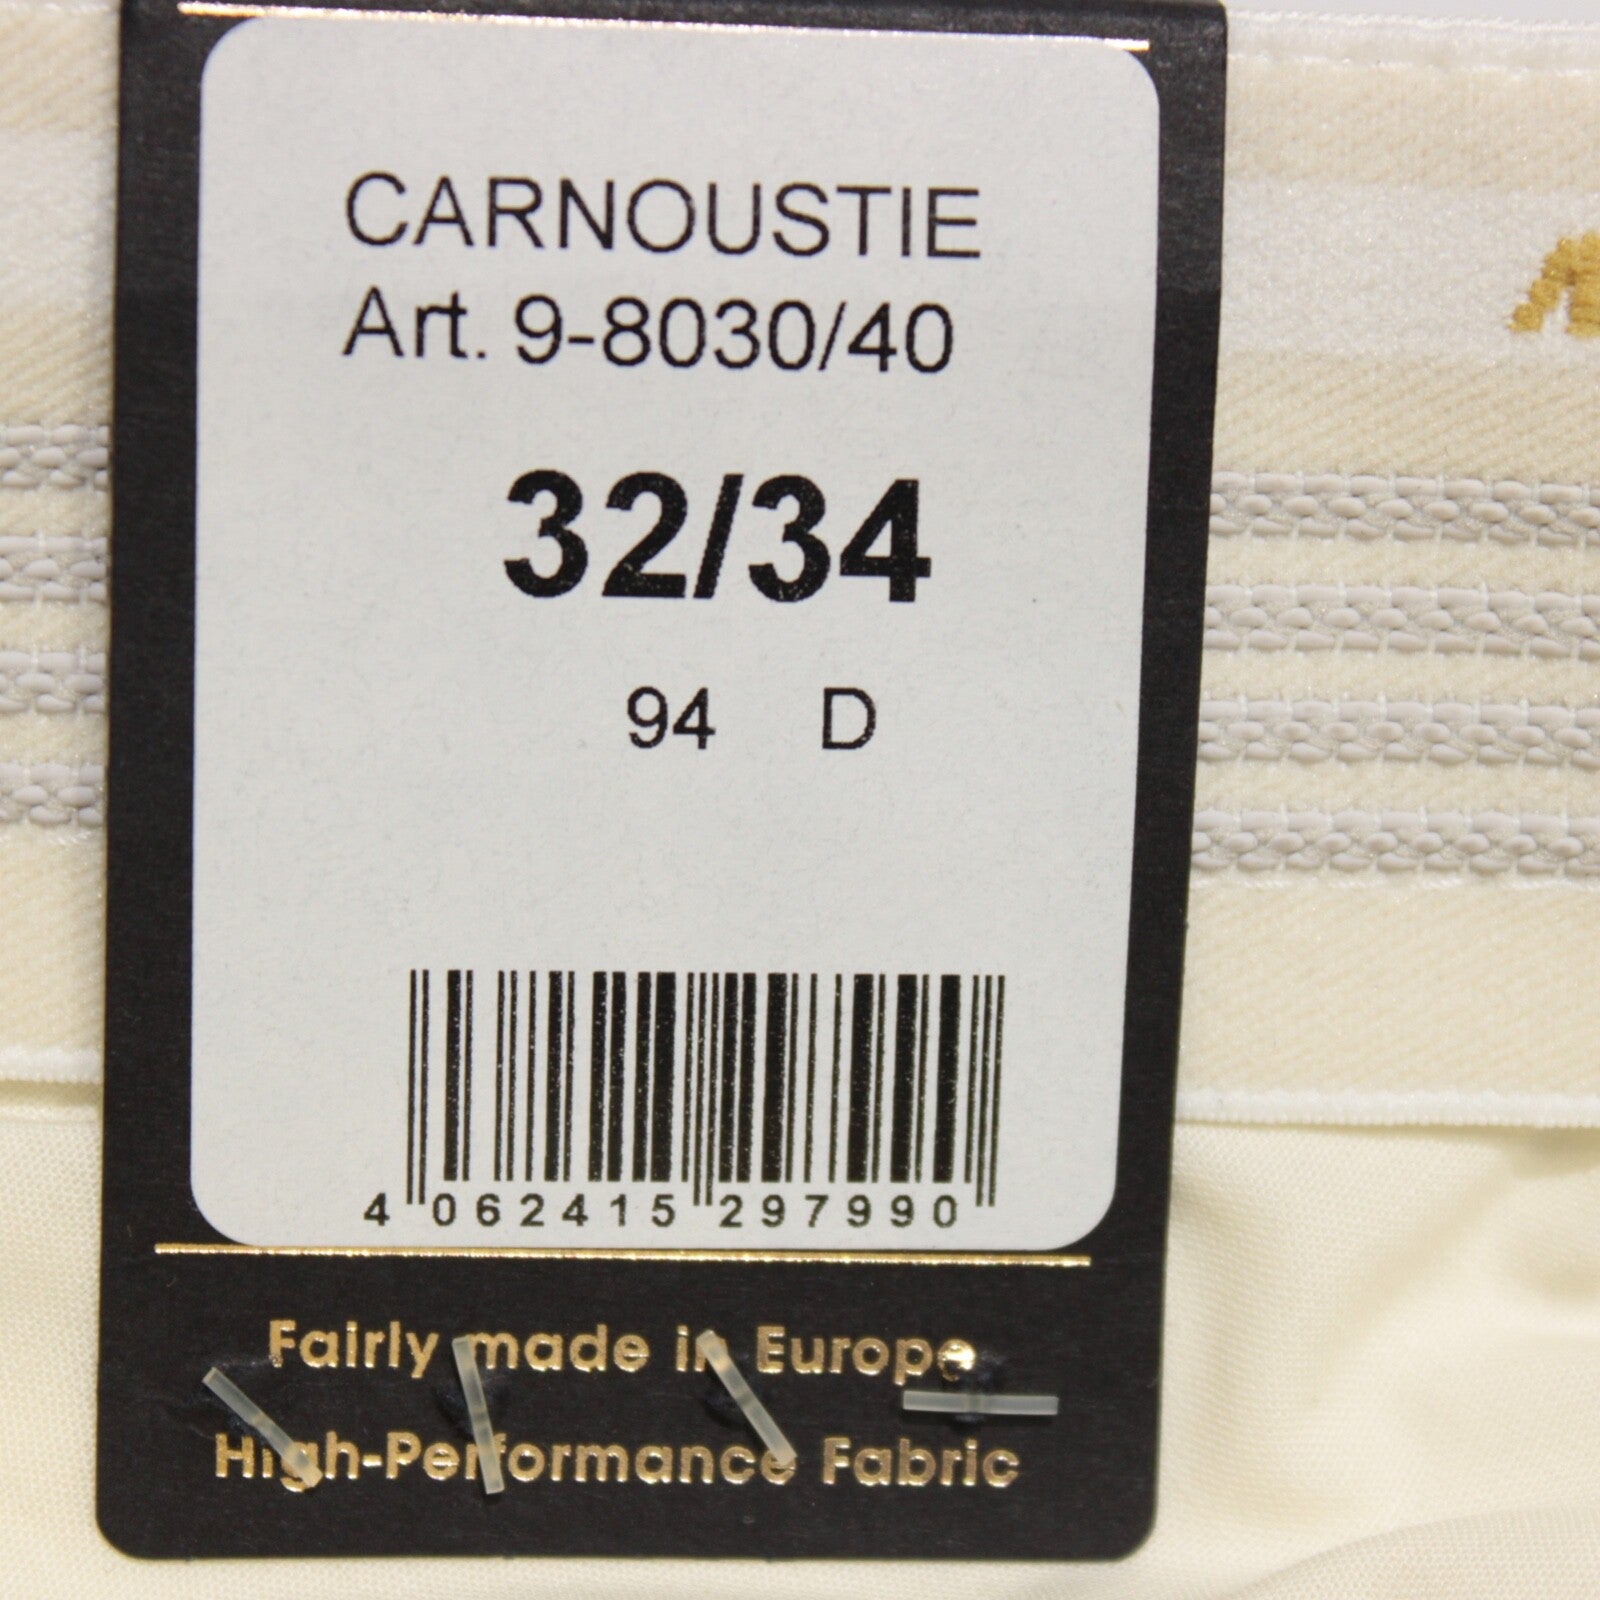 CARNOUSTIE
Art. 9-8030/40
32/34
94 D
4 062415 297990
Fairly made in Europe
High-Performance Fabric